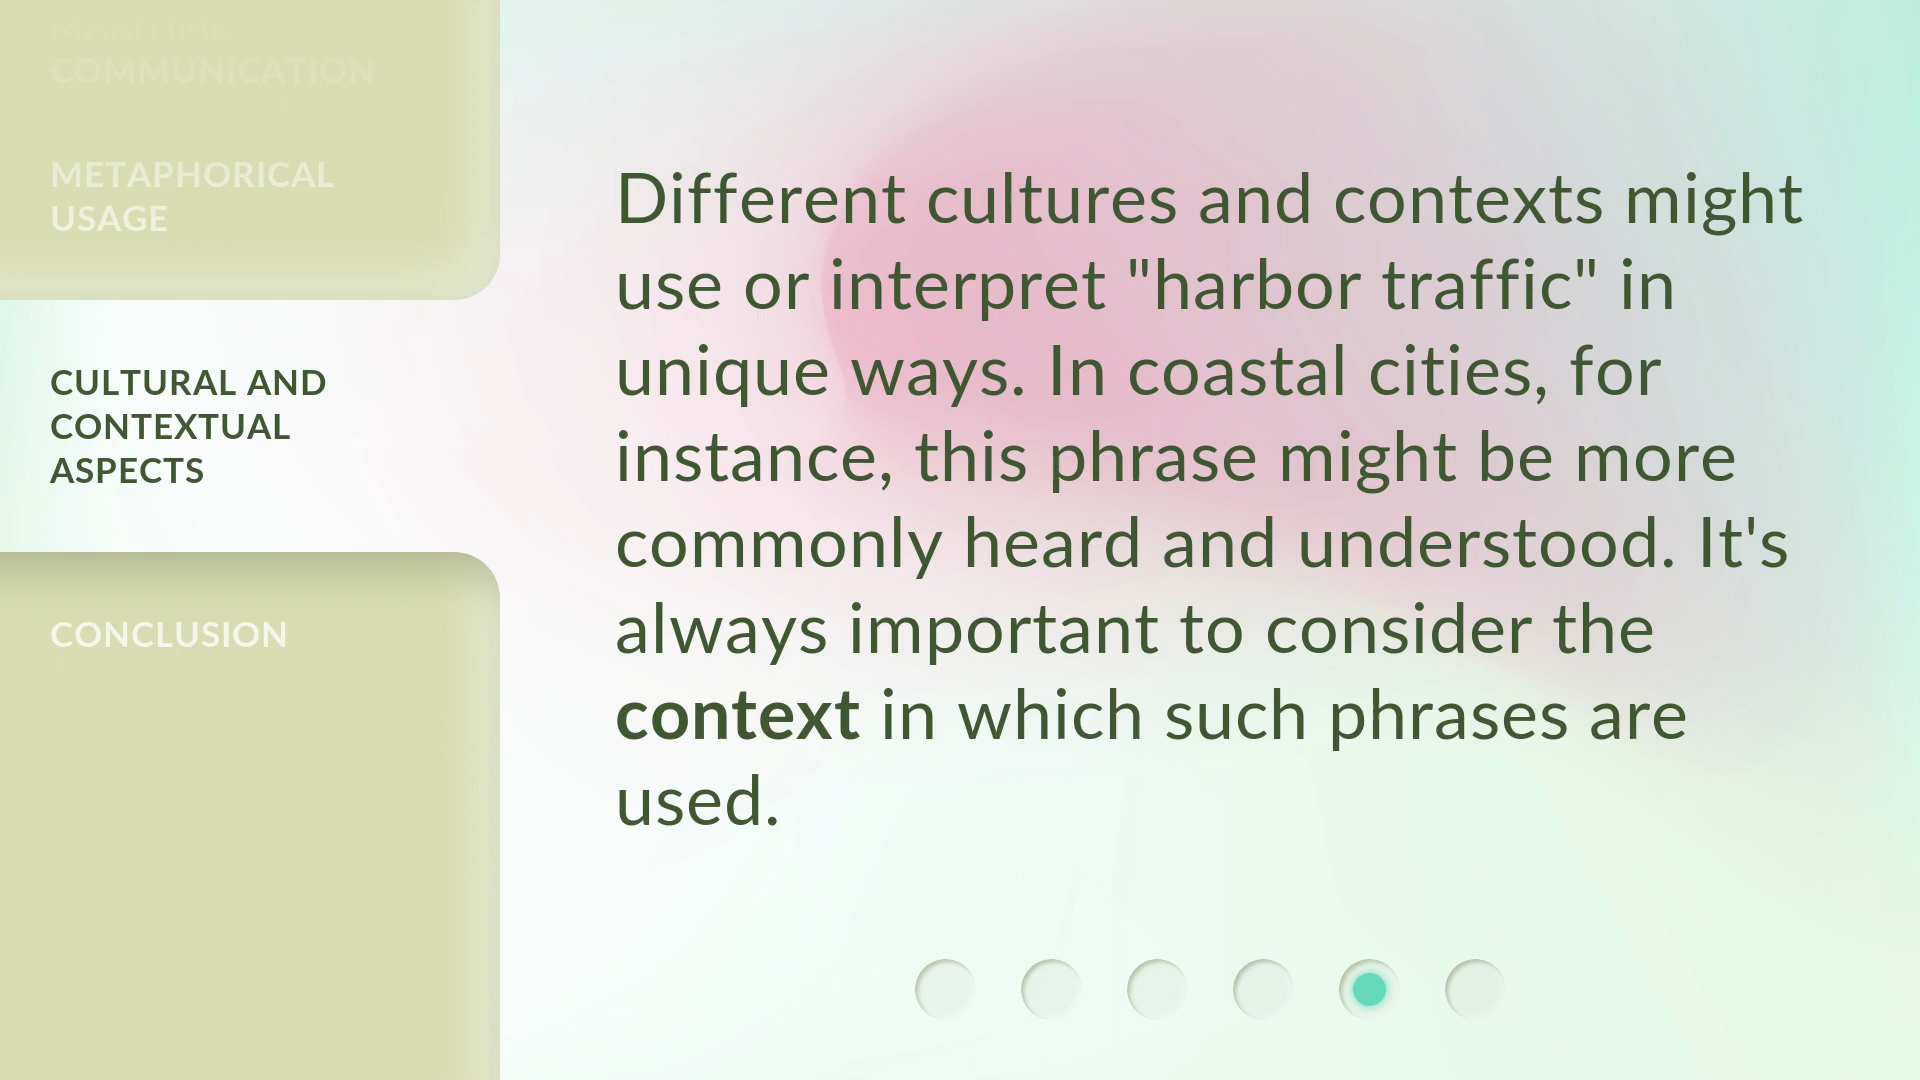 COMMUNICATION
METAPHORICAL
USAGE
CULTURAL AND
CONTEXTUAL
ASPECTS
CONCLUSION
Different cultures and contexts might
use or interpret "harbor traffic" in
unique ways. In coastal cities, for
instance, this phrase might be more
commonly heard and understood. It's
always important to consider the
context in which such phrases are
used.